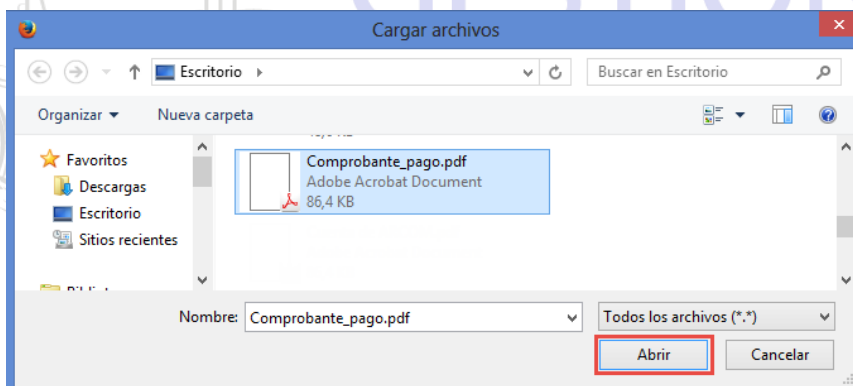 Cargar archivos
Escritorio
Buscar en Escritorio
Organizar
Nueva carpeta
Favoritos
Descargas
Escritorio
Sitios recientes
Comprobante_pago.pdf
Adobe Acrobat Document
86,4 KB
Nombre: Comprobante_pago.pdf
Todos los archivos (*.*)
Abrir
Cancelar